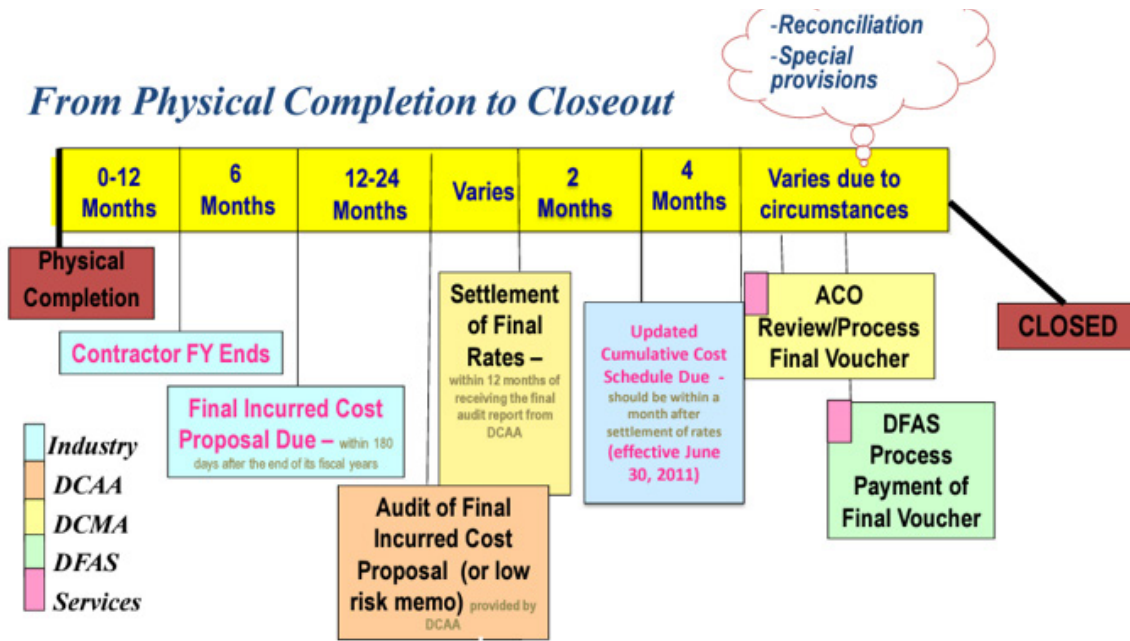 -Reconciliation
-Special
provisions
From Physical Completion to Closeout
0-12
Months
6
Months
12-24
Months
Varies
2
Months
4
Months
Varies due to
circumstances
Physical
Completion
Contractor FY Ends
Final Incurred Cost
Proposal Due – within 180
days after the end of its fiscal years
Audit of Final
Incurred Cost
Proposal (or low
risk memo) provided by
DCAA
Settlement
of Final
Rates –
within 12 months of
receiving the final
audit report from
DCAA
Updated
Cumulative Cost
Schedule Due -
should be within a
month after
settlement of rates
(effective June
30, 2011)
ACO
Review/Process
Final Voucher
DFAS
Process
Payment of
Final Voucher
CLOSED
Industry
DCAA
DCMA
DFAS
Services